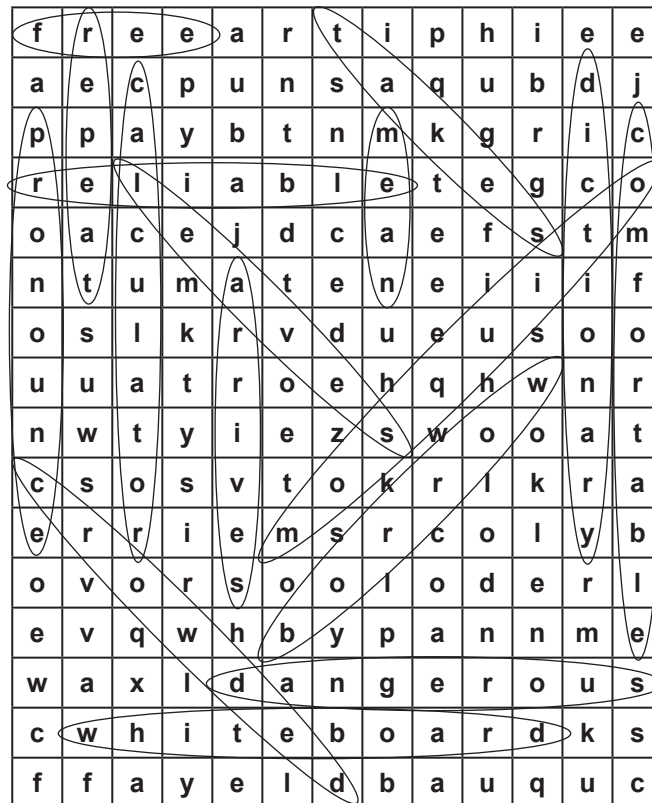 f r e e a r t i p h i e e
a e c p u n s a q u b d j
p p a y b t n m k g r i c
r e l i a b l e t e g c o
o a c e j d c a e f s t m
n t u m a t e n e i i i f
o s l k r v d u e u s o o
u u a t r o e h q h w n r
n w t y i e z s w o o a t
c s o s v t o k r l k r a
e r r i e m s r c o l y b
o v o r s o o l o d e r l
e v q w h b y p a n n m e
w a x l d a n g e r o u s
c w h i t e b o a r d k s
f f a y e l d b a u q u c